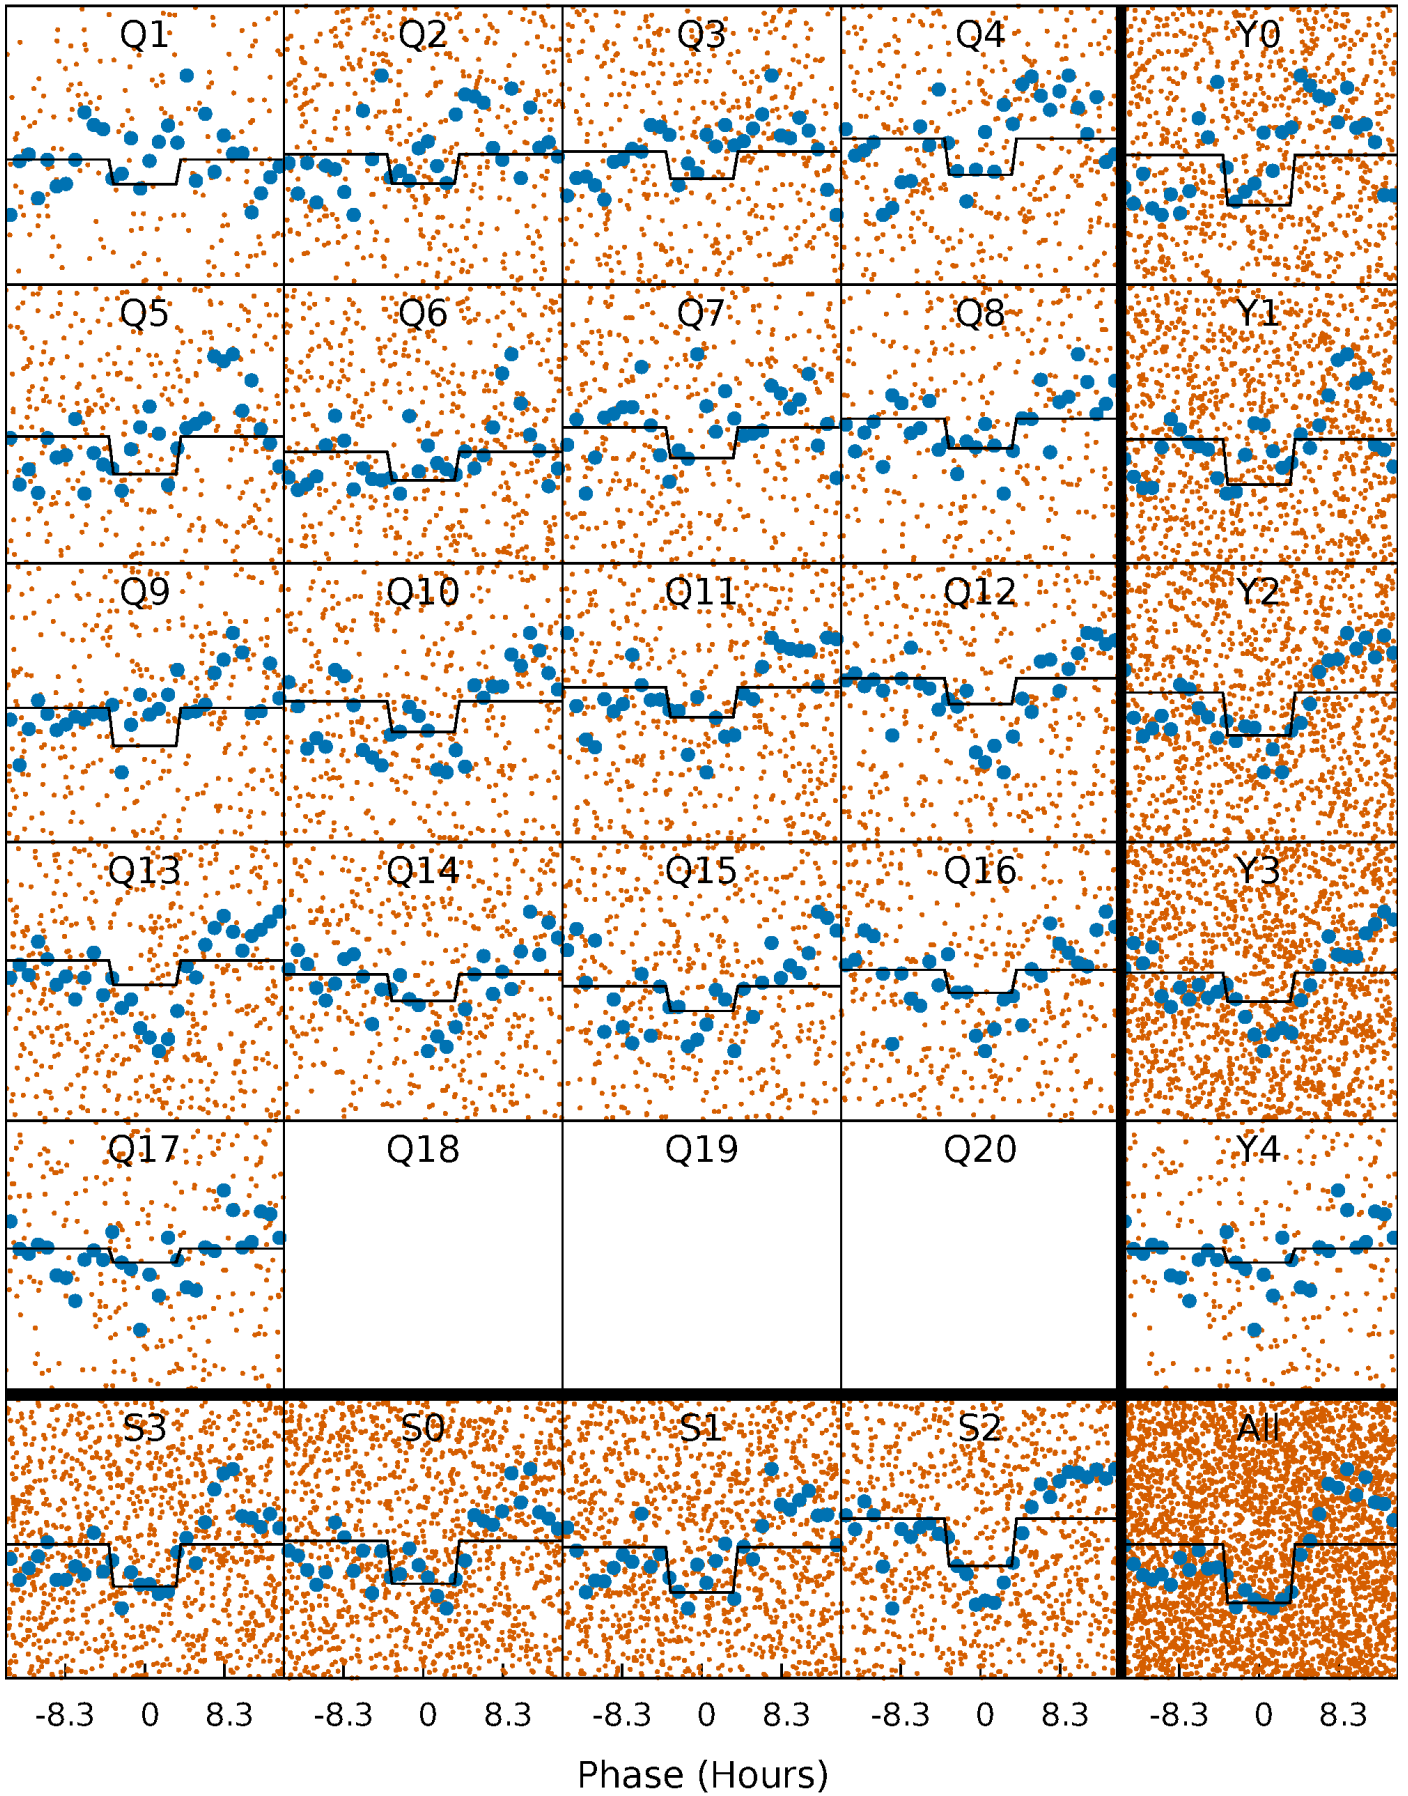 Q1 Q2 Q3 Q4 Y0
Q5 Q6 Q7 Q8 Y1
Q9 Q10 Q11 Q12 Y2
Q13 Q14 Q15 Q16 Y3
Q17 Q18 Q19 Q20 Y4
S3 S0 S1 S2 All
-8.3 0 8.3 -8.3 0 8.3 -8.3 0 8.3 -8.3 0 8.3 -8.3 0 8.3
Phase (Hours)